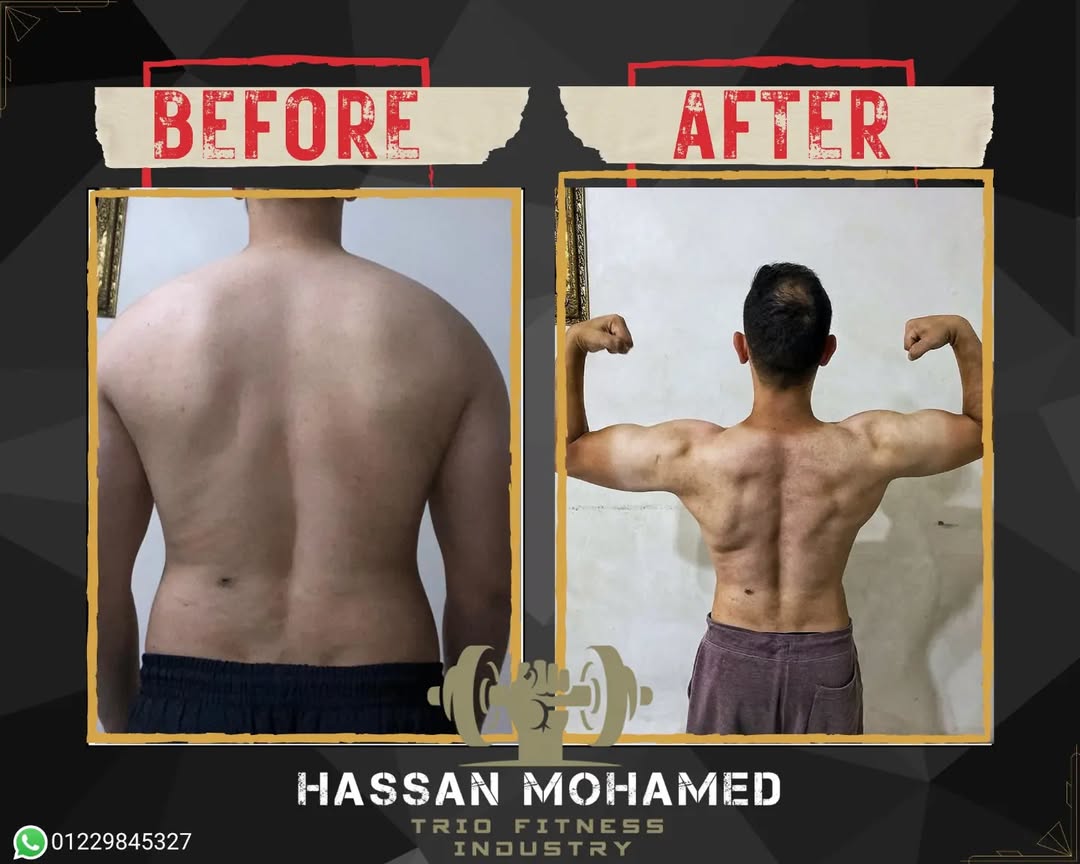 BEFORE
AFTER
HASSAN MOHAMED
TRIO FITNESS
INDUSTRY
01229845327